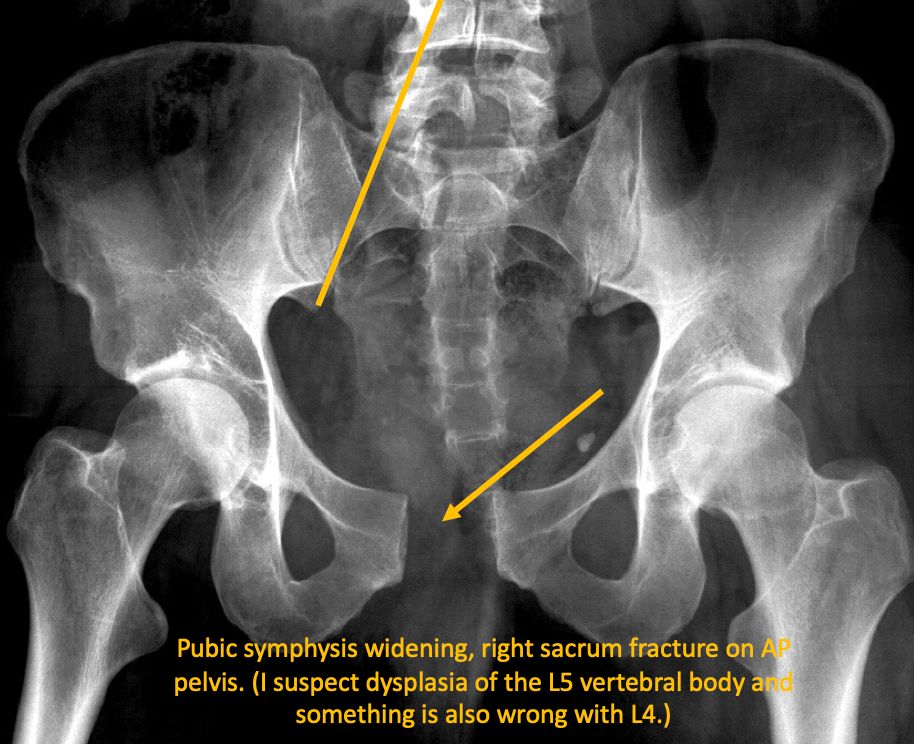 Pubic symphysis widening, right sacrum fracture on AP
pelvis. (I suspect dysplasia of the L5 vertebral body and
something is also wrong with L4.)